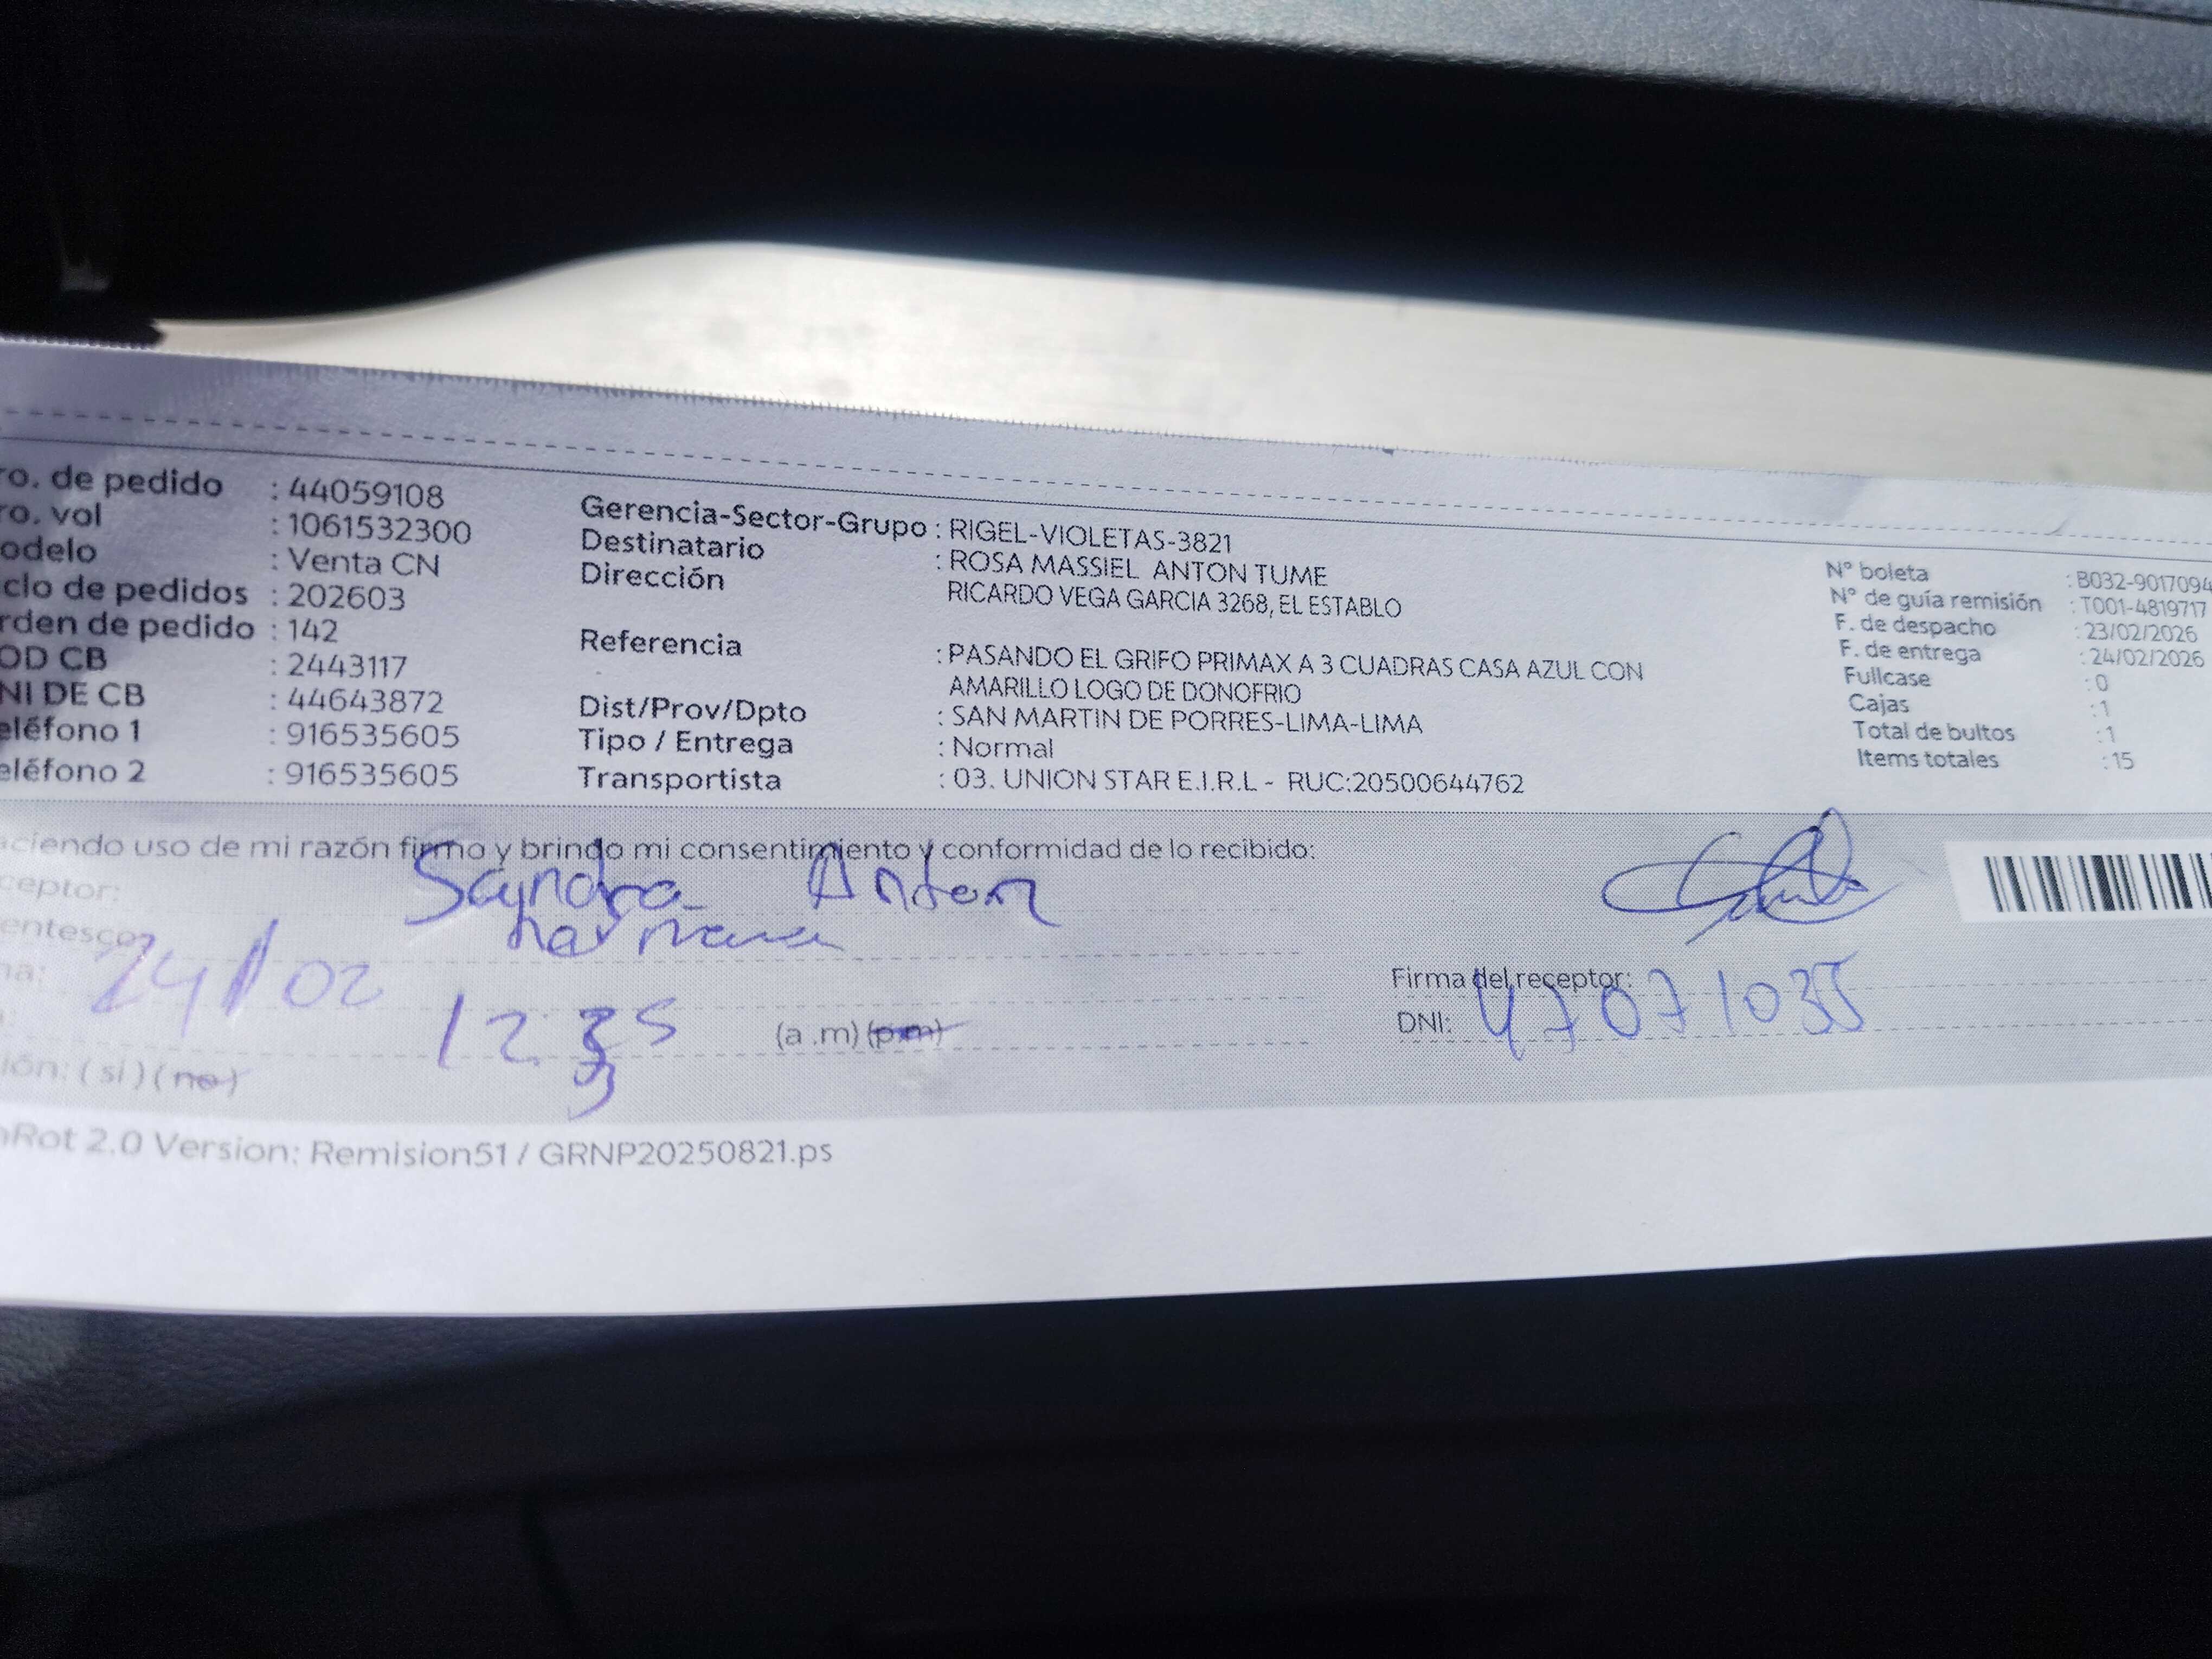 ro. de pedido : 44059108
ro. vol : 1061532300
odelo : Venta CN
clo de pedidos : 202603
rden de pedido : 142
OD CB : 2443117
NI DE CB : 44643872
eléfono 1 : 916535605
eléfono 2 : 916535605
Gerencia-Sector-Grupo : RIGEL-VIOLETAS-3821
Destinatario : ROSA MASSIEL ANTON TUME
Dirección RICARDO VEGA GARCIA 3268, EL ESTABLO
Referencia : PASANDO EL GRIFO PRIMAX A 3 CUADRAS CASA AZUL CON
AMARILLO LOGO DE DONOFRIO
Dist/Prov/Dpto : SAN MARTIN DE PORRES-LIMA-LIMA
Tipo / Entrega : Normal
Transportista : 03. UNION STAR E.I.R.L - RUC:20500644762
N° boleta : B032-9017094
N° de guía remisión : T001-4819717
F. de despacho : 23/02/2026
F. de entrega : 24/02/2026
Fullcase : 0
Cajas : 1
Total de bultos : 1
Items totales : 15
aciendo uso de mi razón firmo y brindo mi consentimiento y conformidad de lo recibido:
ceptor: Sayndra Anton
entesco: hermana
na: 24/02
12 35 (a .m) (p.m)
ión: ( si ) ( no )
Firma del receptor:
DNI: 47071035
oRot 2.0 Version: Remision51 / GRNP20250821.ps